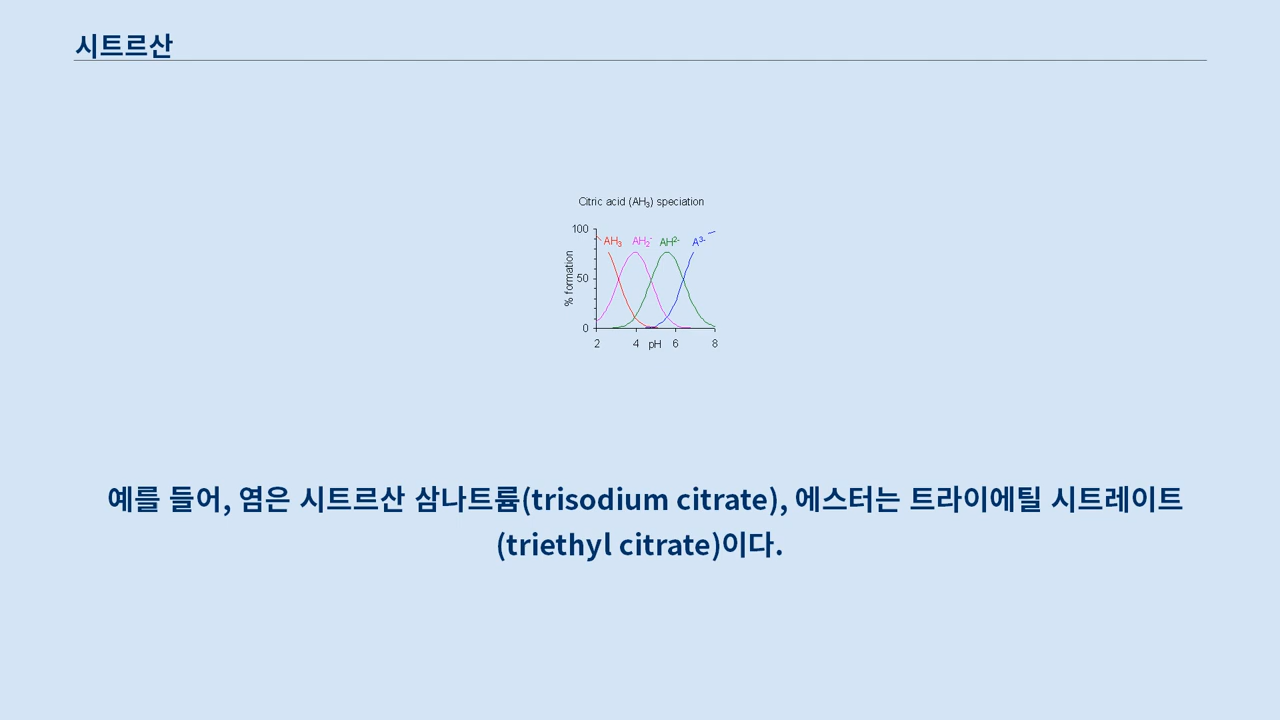 시트르산
Citric acid (AH₃) speciation
100
AH₃ AH₂⁻ AH²⁻ A³⁻
% formation
50
0
2 4 pH 6 8
예를 들어, 염은 시트르산 삼나트륨(trisodium citrate), 에스터는 트라이에틸 시트레이트
(triethyl citrate)이다.